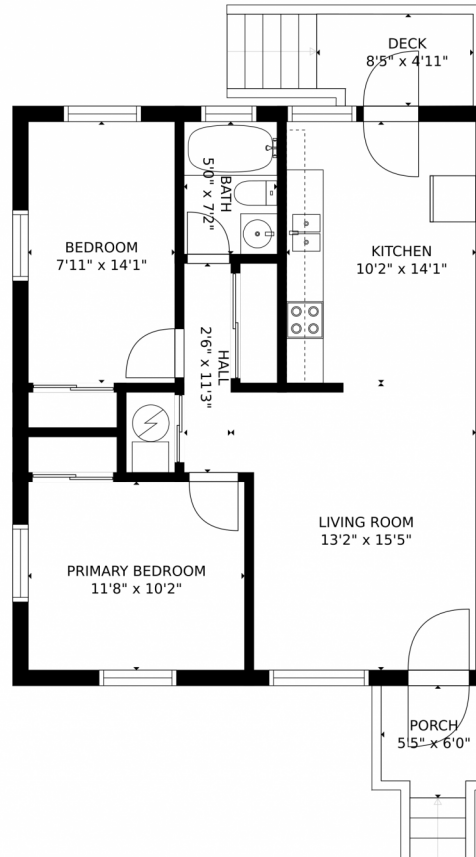 DECK
8'5" x 4'11"
BATH
5'0" x 7'2"
BEDROOM
7'11" x 14'1"
KITCHEN
10'2" x 14'1"
HALL
2'6" x 11'3"
LIVING ROOM
13'2" x 15'5"
PRIMARY BEDROOM
11'8" x 10'2"
PORCH
5'5" x 6'0"